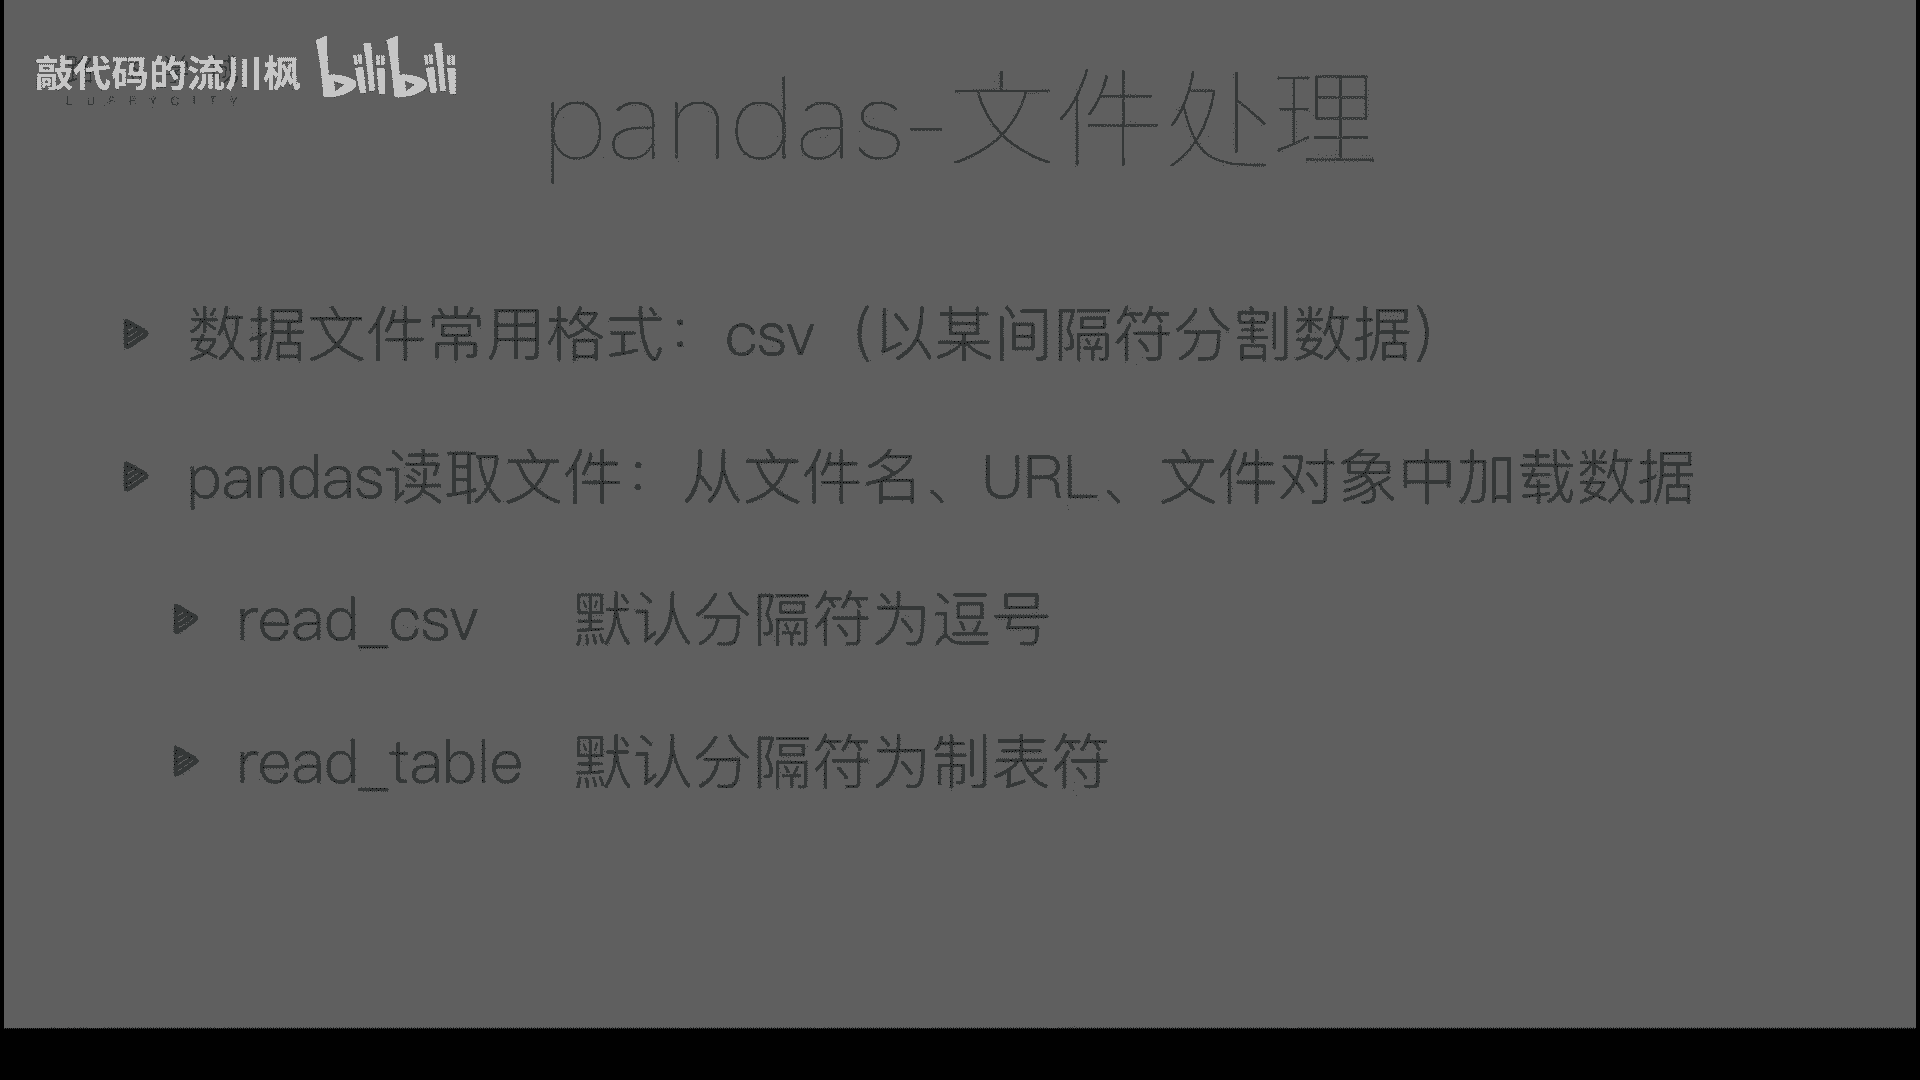 敲代码的流川枫 bilibili
LUFFYCITY
pandas-文件处理
数据文件常用格式：csv（以某间隔符分割数据）
pandas读取文件：从文件名、URL、文件对象中加载数据
read_csv 默认分隔符为逗号
read_table 默认分隔符为制表符